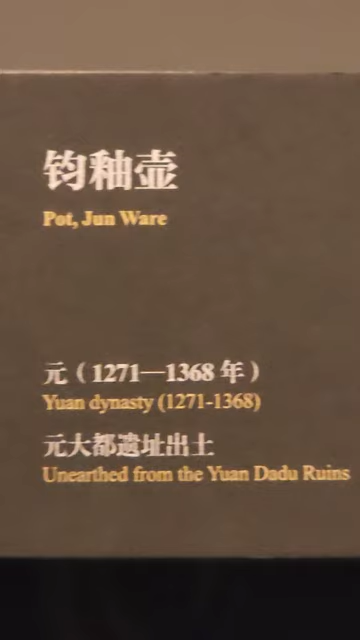 钧釉壶
Pot, Jun Ware
元（1271—1368 年）
Yuan dynasty (1271-1368)
元大都遗址出土
Unearthed from the Yuan Dadu Ruins